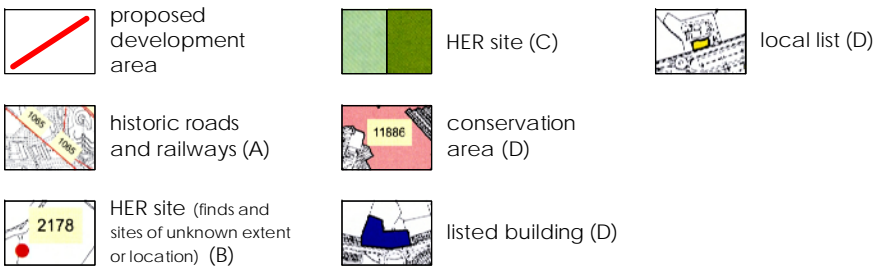 proposed
development
area
HER site (C)
local list (D)
1065
1065
historic roads
and railways (A)
11886
conservation
area (D)
2178
HER site (finds and
sites of unknown extent
or location) (B)
listed building (D)